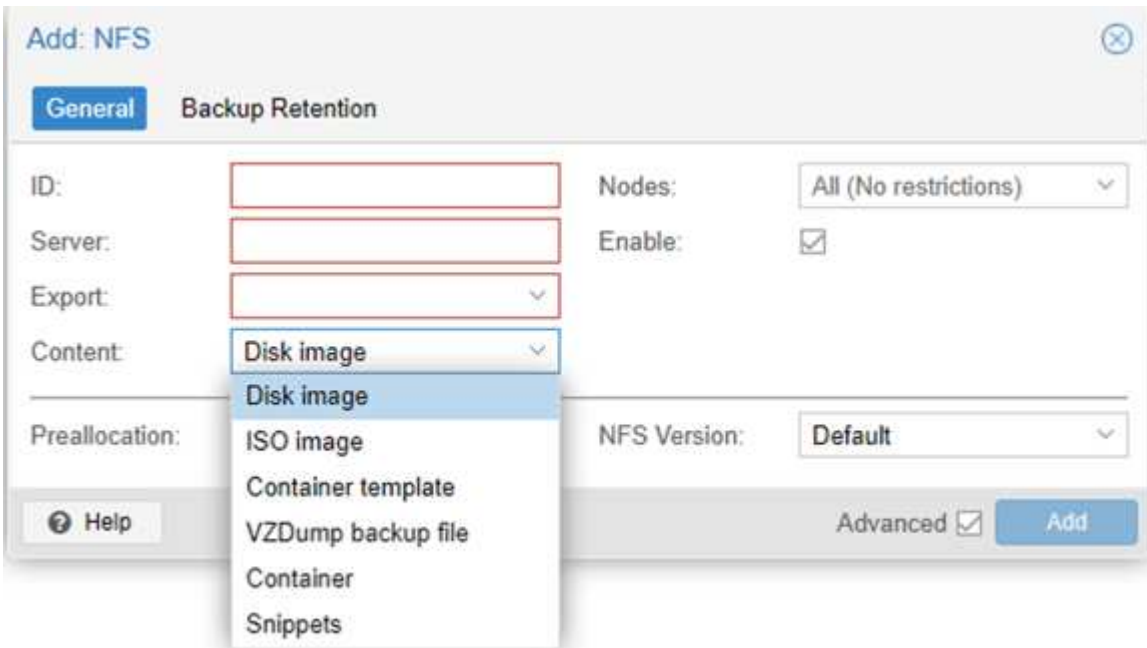 Add: NFS
General Backup Retention
ID: Nodes: All (No restrictions)
Server: Enable:
Export:
Content: Disk image
Disk image
Preallocation: ISO image NFS Version: Default
Container template
Help VZDump backup file Advanced Add
Container
Snippets